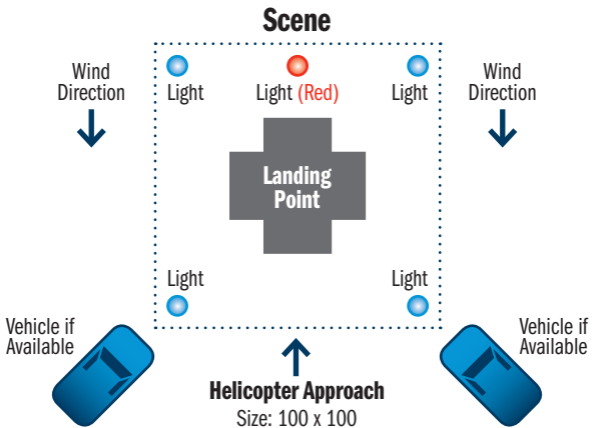 Scene
Wind
Direction
Light
Light (Red)
Light
Wind
Direction
Landing
Point
Light
Light
Vehicle if
Available
Vehicle if
Available
Helicopter Approach
Size: 100 x 100